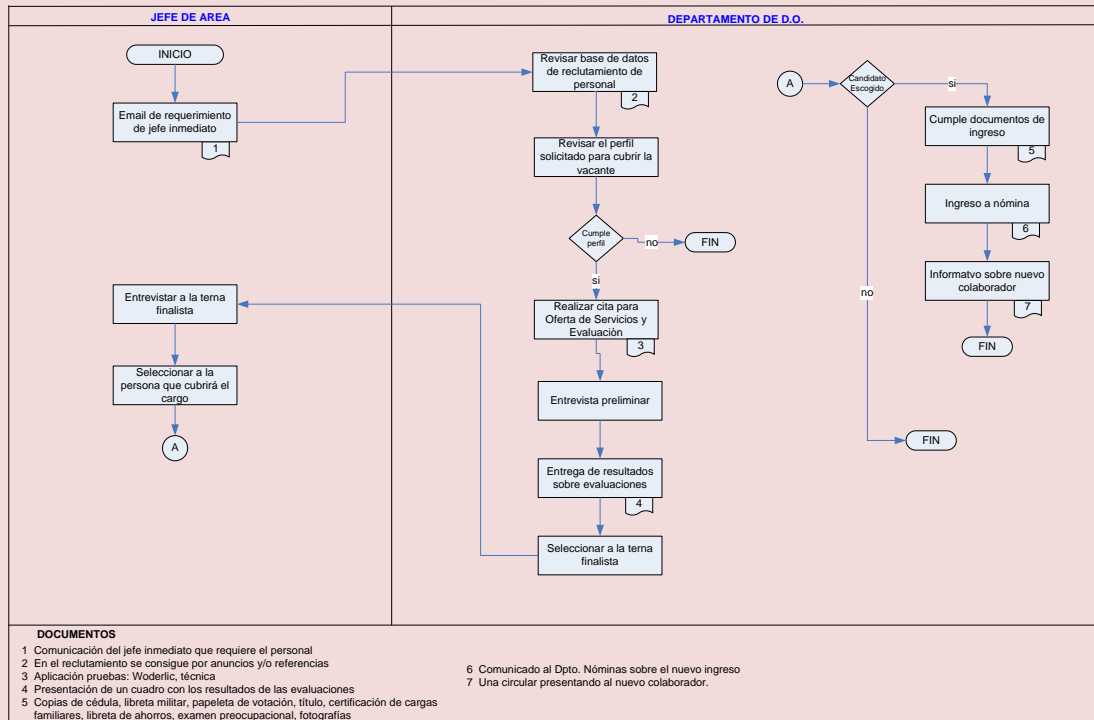 JEFE DE AREA
DEPARTAMENTO DE D.O.
INICIO
Email de requerimiento
de jefe inmediato
1
Revisar base de datos
de reclutamiento de
personal
2
Revisar el perfil
solicitado para cubrir la
vacante
Cumple
perfil
no
FIN
si
Realizar cita para
Oferta de Servicios y
Evaluaciòn
3
Entrevista preliminar
Entrega de resultados
sobre evaluaciones
4
Seleccionar a la terna
finalista
Entrevistar a la terna
finalista
Seleccionar a la
persona que cubrirá el
cargo
A
A
Candidato
Escogido
si
Cumple documentos de
ingreso
5
Ingreso a nómina
6
Informatvo sobre nuevo
colaborador
7
FIN
no
FIN
DOCUMENTOS
1 Comunicación del jefe inmediato que requiere el personal
2 En el reclutamiento se consigue por anuncios y/o referencias
3 Aplicación pruebas: Woderlic, técnica
4 Presentación de un cuadro con los resultados de las evaluaciones
5 Copias de cédula, libreta militar, papeleta de votación, título, certificación de cargas
familiares, libreta de ahorros, examen preocupacional, fotografías
6 Comunicado al Dpto. Nóminas sobre el nuevo ingreso
7 Una circular presentando al nuevo colaborador.